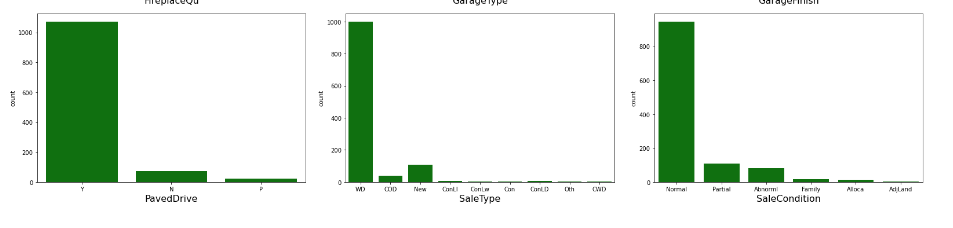 FireplaceQu GarageType GarageFinish
count
1000
800
600
400
200
0
Y N P
PavedDrive
count
1000
800
600
400
200
0
WD COD New ConLI ConLw Con ConLD Oth CWD
SaleType
count
800
600
400
200
0
Normal Partial Abnorml Family Alloca AdjLand
SaleCondition